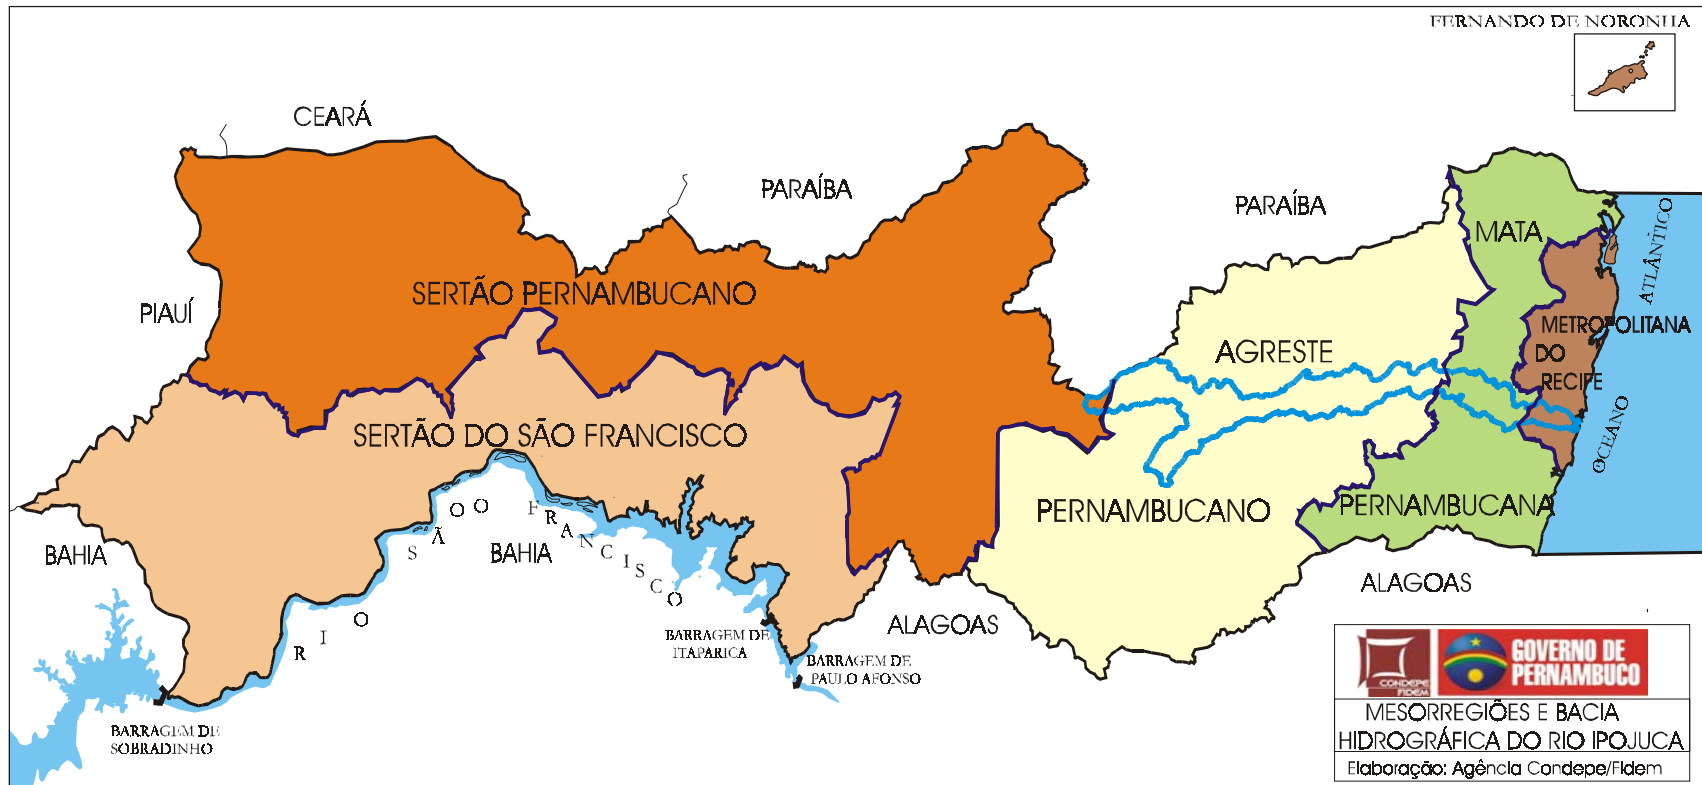 FERNANDO DE NORONHA
CEARÁ
PARAÍBA
PARAÍBA
MATA
ATLÂNTICO
PIAUÍ
SERTÃO PERNAMBUCANO
METROPOLITANA
DO
RECIFE
AGRESTE
OCEANO
SERTÃO DO SÃO FRANCISCO
PERNAMBUCANO
PERNAMBUCANA
BAHIA
BAHIA
RIO SÃO FRANCISCO
ALAGOAS
ALAGOAS
BARRAGEM DE
ITAPARICA
BARRAGEM DE
PAULO AFONSO
BARRAGEM DE
SOBRADINHO
CONDEPE
FIDEM
GOVERNO DE
PERNAMBUCO
MESORREGIÕES E BACIA
HIDROGRÁFICA DO RIO IPOJUCA
Elaboração: Agência Condepe/Fidem